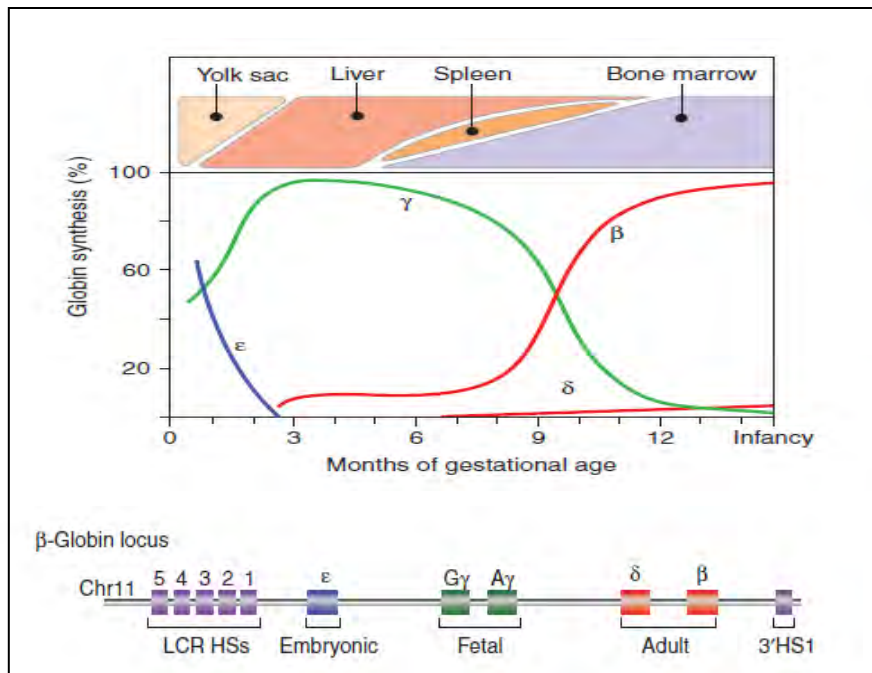 Yolk sac Liver Spleen Bone marrow
Globin synthesis (%)
100
60
20
γ
β
ε
δ
0 3 6 9 12 Infancy
Months of gestational age
β-Globin locus
Chr11
5 4 3 2 1 ε Gγ Aγ δ β
LCR HSs Embryonic Fetal Adult 3′HS1